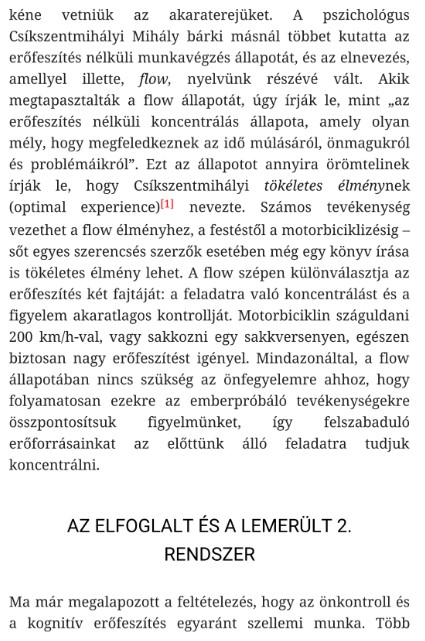 kéne vetniük az akaraterejüket. A pszichológus
Csíkszentmihályi Mihály bárki másnál többet kutatta az
erőfeszítés nélküli munkavégzés állapotát, és az elnevezés,
amellyel illette, flow, nyelvünk részévé vált. Akik
megtapasztalták a flow állapotát, úgy írják le, mint „az
erőfeszítés nélküli koncentrálás állapota, amely olyan
mély, hogy megfeledkeznek az idő múlásáról, önmagukról
és problémáikról”. Ezt az állapotot annyira örömtelinek
írják le, hogy Csíkszentmihályi tökéletes élménynek
(optimal experience)[1] nevezte. Számos tevékenység
vezethet a flow élményhez, a festéstől a motorbiciklizésig –
sőt egyes szerencsés szerzők esetében még egy könyv írása
is tökéletes élmény lehet. A flow szépen különválasztja az
erőfeszítés két fajtáját: a feladatra való koncentrálást és a
figyelem akaratlagos kontrollját. Motorbiciklin száguldani
200 km/h-val, vagy sakkozni egy sakkversenyen, egészen
biztosan nagy erőfeszítést igényel. Mindazonáltal, a flow
állapotában nincs szükség az önfegyelemre ahhoz, hogy
folyamatosan ezekre az emberpróbáló tevékenységekre
összpontosítsuk figyelmünket, így felszabaduló
erőforrásainkat az előttünk álló feladatra tudjuk
koncentrálni.
AZ ELFOGLALT ÉS A LEMERÜLT 2.
RENDSZER
Ma már megalapozott a feltételezés, hogy az önkontroll és
a kognitív erőfeszítés egyaránt szellemi munka. Több